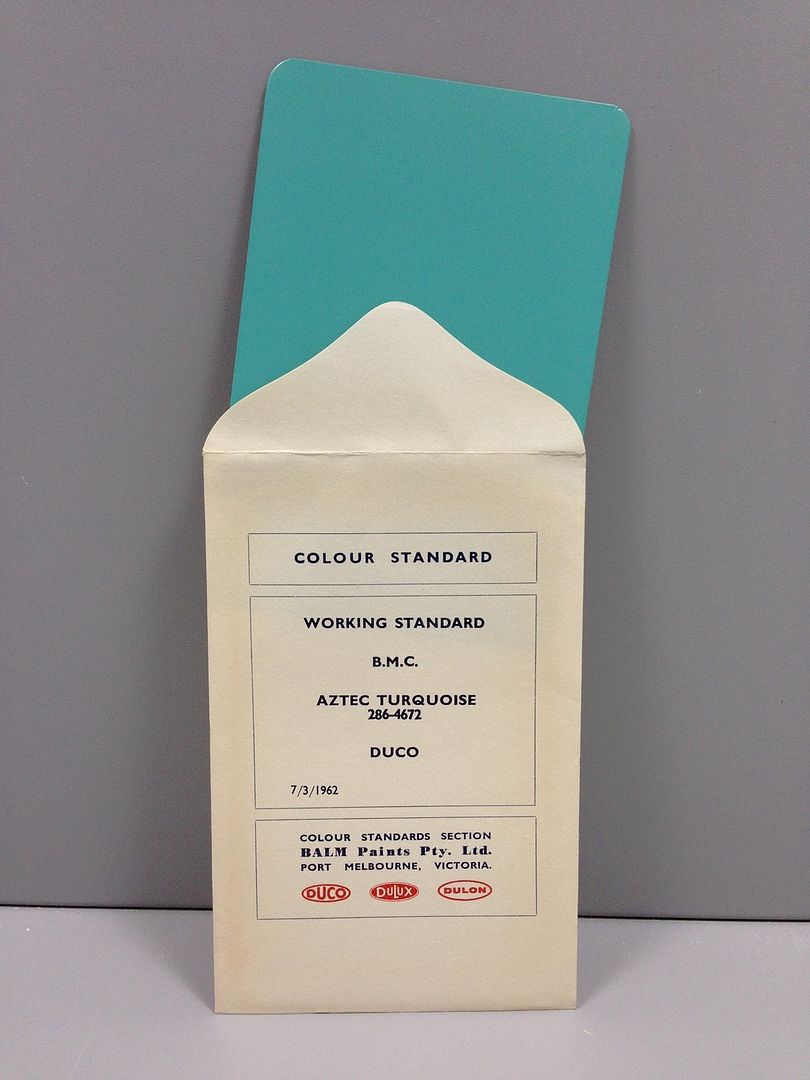 COLOUR STANDARD
WORKING STANDARD
B.M.C.
AZTEC TURQUOISE
286-4672
DUCO
7/3/1962
COLOUR STANDARDS SECTION
BALM Paints Pty. Ltd.
PORT MELBOURNE, VICTORIA.
DUCO DULUX DULON